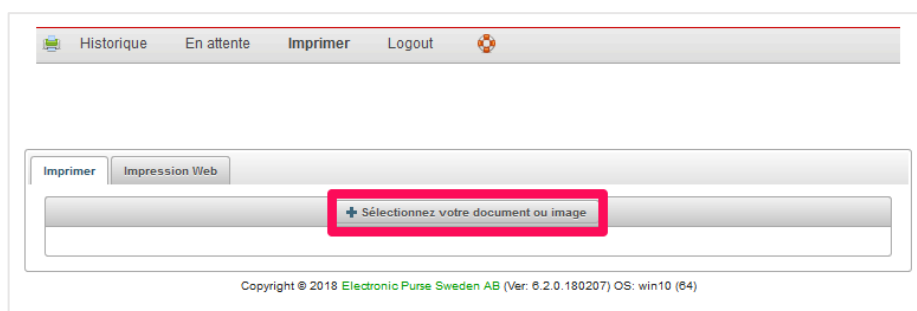 Historique En attente Imprimer Logout
Imprimer Impression Web
Sélectionnez votre document ou image
Copyright © 2018 Electronic Purse Sweden AB (Ver: 6.2.0.180207) OS: win10 (64)